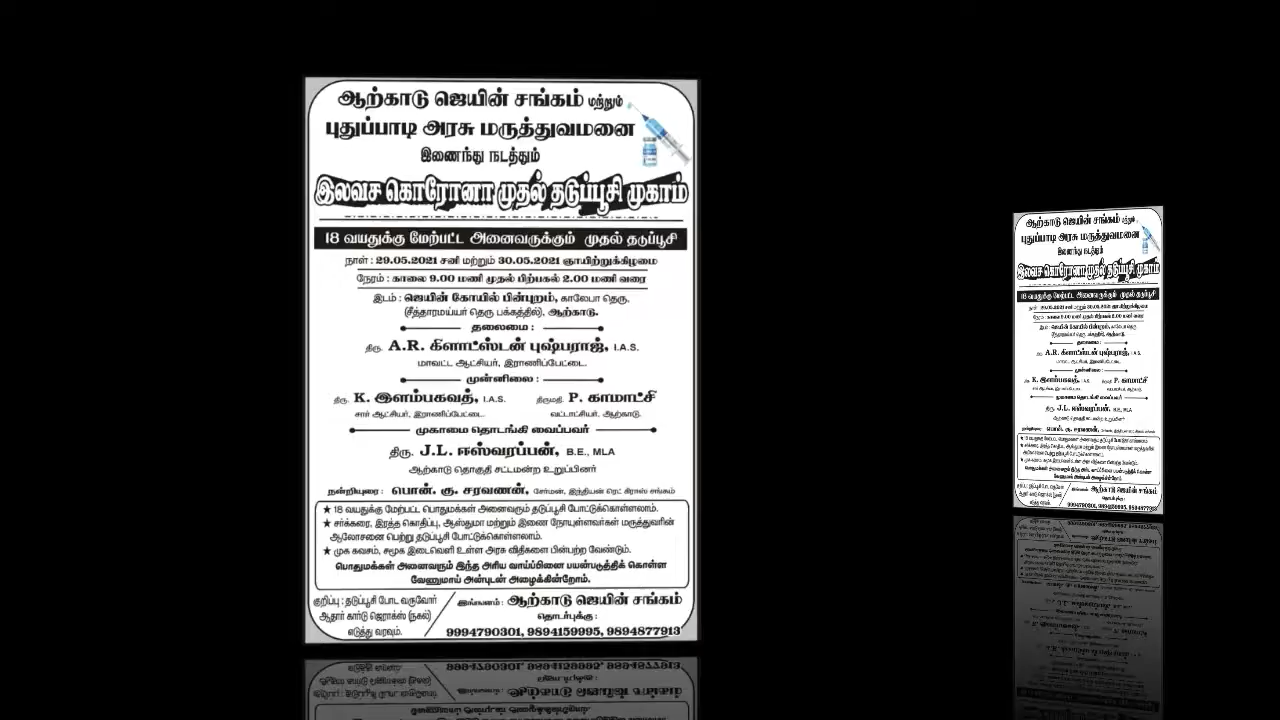 ஆற்காடு ஜெயின் சங்கம் மற்றும்
புதுப்பாடி அரசு மருத்துவமனை
இணைந்து நடத்தும்
இலவச கொரோனா முதல் தடுப்பூசி முகாம்
18 வயதுக்கு மேற்பட்ட அனைவருக்கும் முதல் தடுப்பூசி
நாள் : 29.05.2021 சனி மற்றும் 30.05.2021 ஞாயிற்றுக்கிழமை
நேரம் : காலை 9.00 மணி முதல் பிற்பகல் 2.00 மணி வரை
இடம் : ஜெயின் கோயில் பின்புறம், காலேபா தெரு,
(சீத்தாரமய்யர் தெரு பக்கத்தில்), ஆற்காடு.
தலைமை :
திரு. A.R. கிளாட்ஸ்டன் புஷ்பராஜ், I.A.S.
மாவட்ட ஆட்சியர், இராணிப்பேட்டை.
முன்னிலை :
திரு. K. இளம்பகவத், I.A.S. திருமதி. P. காமாட்சி
சார் ஆட்சியர், இராணிப்பேட்டை. வட்டாட்சியர், ஆற்காடு.
முகாமை தொடங்கி வைப்பவர்
திரு. J.L. ஈஸ்வரப்பன், B.E., MLA
ஆற்காடு தொகுதி சட்டமன்ற உறுப்பினர்
நன்றியுரை : பொன். கு. சரவணன், சேர்மன், இந்தியன் ரெட் கிராஸ் சங்கம்
★ 18 வயதுக்கு மேற்பட்ட பொதுமக்கள் அனைவரும் தடுப்பூசி போட்டுக்கொள்ளலாம்.
★ சர்க்கரை, இரத்த கொதிப்பு, ஆஸ்துமா மற்றும் இணை நோயுள்ளவர்கள் மருத்துவரின்
ஆலோசனை பெற்று தடுப்பூசி போட்டுக்கொள்ளலாம்.
★ முக கவசம், சமூக இடைவெளி உள்ள அரசு விதிகளை பின்பற்ற வேண்டும்.
பொதுமக்கள் அனைவரும் இந்த அரிய வாய்ப்பினை பயன்படுத்திக் கொள்ள
வேணுமாய் அன்புடன் அழைக்கின்றோம்.
குறிப்பு : தடுப்பூசி போட வருவோர்
ஆதார் கார்டு ஜெராக்ஸ் (நகல்)
எடுத்து வரவும்.
இங்ஙனம் : ஆற்காடு ஜெயின் சங்கம்
தொடர்புக்கு :
9994790301, 9894159995, 9894877913